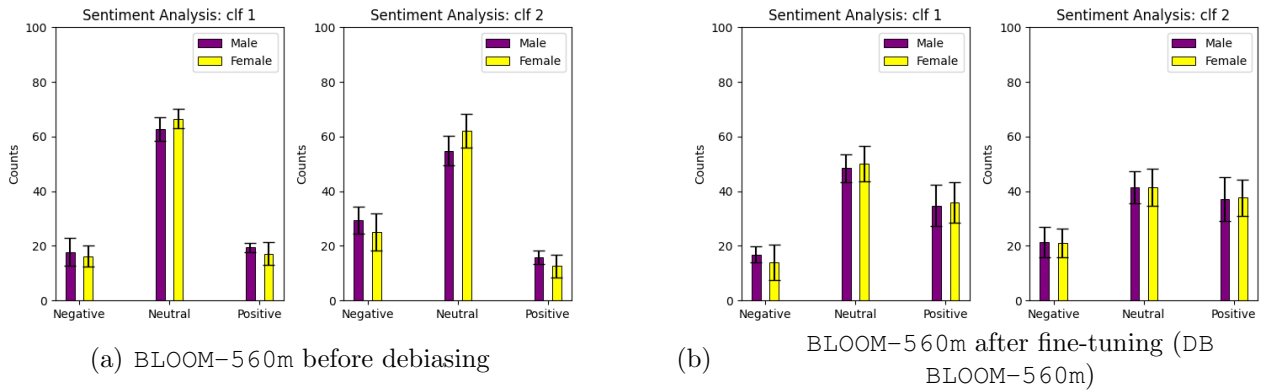 Sentiment Analysis: clf 1
Counts
100
80
60
40
20
0
Male
Female
Negative
Neutral
Positive
Sentiment Analysis: clf 2
Counts
100
80
60
40
20
0
Male
Female
Negative
Neutral
Positive
(a) BLOOM-560m before debiasing
Sentiment Analysis: clf 1
Counts
100
80
60
40
20
0
Male
Female
Negative
Neutral
Positive
Sentiment Analysis: clf 2
Counts
100
80
60
40
20
0
Male
Female
Negative
Neutral
Positive
(b) BLOOM-560m after fine-tuning (DB
BLOOM-560m)